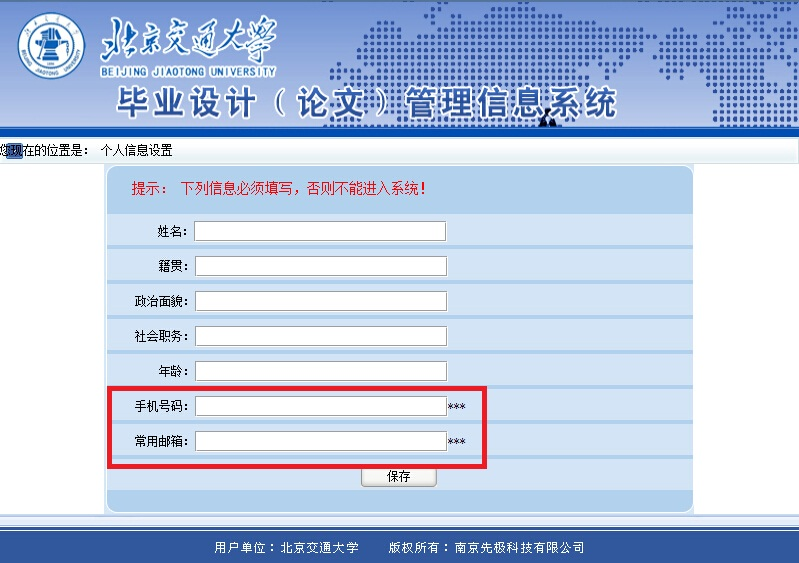 北京交通大学
BEIJING JIAOTONG UNIVERSITY
毕业设计（论文）管理信息系统
您现在的位置是： 个人信息设置
提示： 下列信息必须填写，否则不能进入系统！
姓名：
籍贯：
政治面貌：
社会职务：
年龄：
手机号码： ***
常用邮箱： ***
保存
用户单位：北京交通大学 版权所有：南京先极科技有限公司